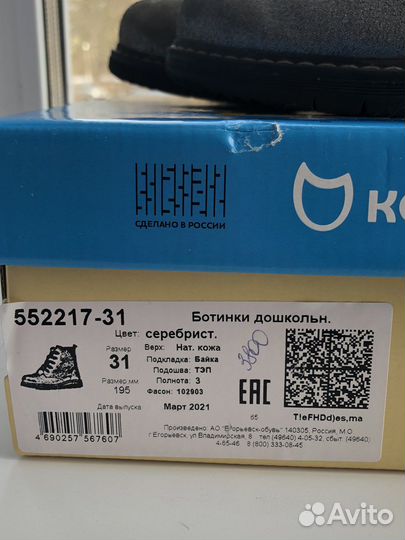 СДЕЛАНО В РОССИИ
552217-31
Ботинки дошкольн.
Цвет: серебрист.
Размер
31
Размер.мм
195
Верх: Нат. кожа
Подкладка: Байка
Подошва: ТЭП
Полнота: 3
Фасон: 102903
3800
EAC
Дата выпуска
Март 2021
65
T!eFHDd)es,ma
4 690257 567607
Произведено: АО "Егорьевск-обувь" 140305, Россия, М.О.
г.Егорьевск, ул.Владимирская, 8 тел (49640) 4-05-32, сбыт: (49640)
4-65-46 8 (800) 333-08-45
Avito